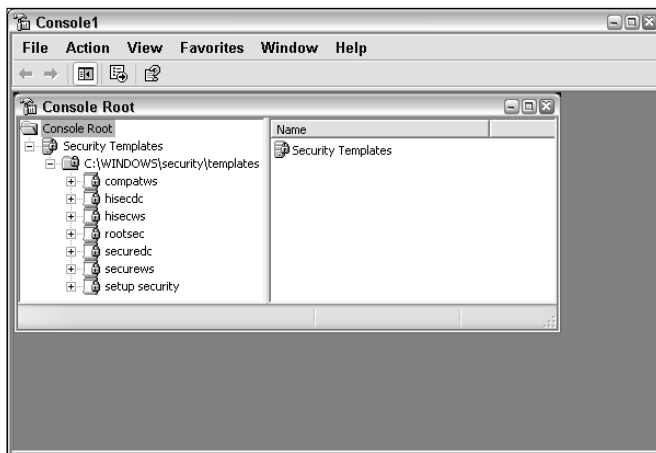 Console1
File Action View Favorites Window Help
Console Root
Console Root
Name
Security Templates
Security Templates
C:\WINDOWS\security\templates
compatws
hisecdc
hisecws
rootsec
securedc
securews
setup security